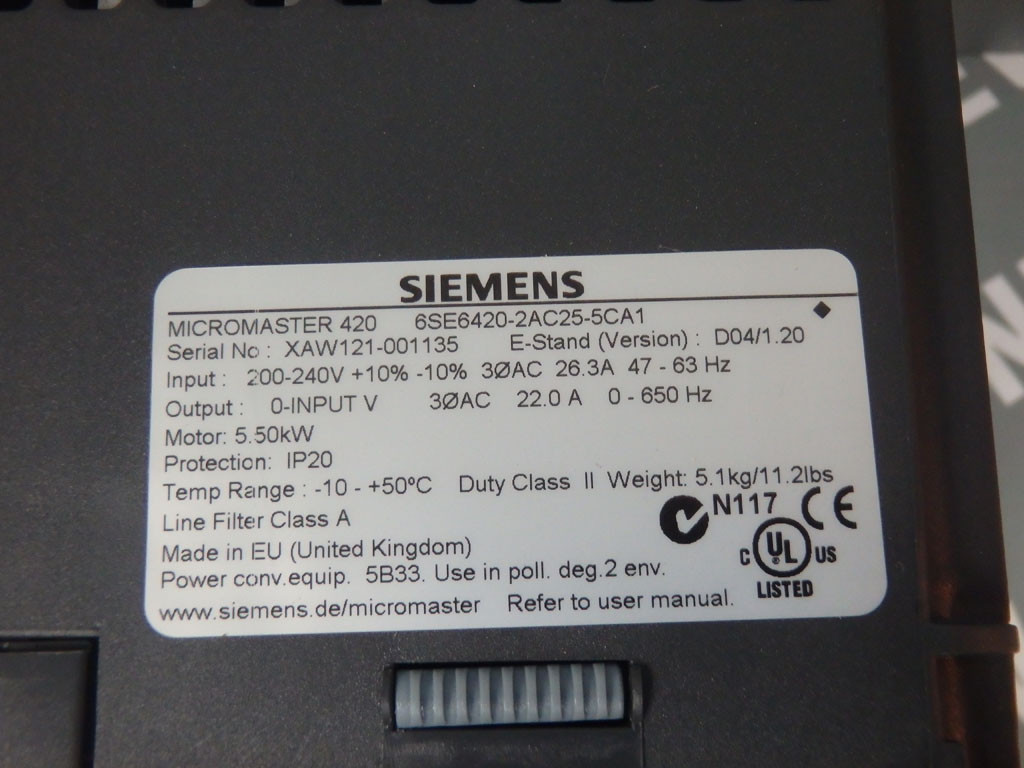 SIEMENS
MICROMASTER 420 6SE6420-2AC25-5CA1
Serial No : XAW121-001135 E-Stand (Version) : D04/1.20
Input : 200-240V +10% -10% 3ØAC 26.3A 47 - 63 Hz
Output : 0-INPUT V 3ØAC 22.0 A 0 - 650 Hz
Motor: 5.50kW
Protection: IP20
Temp Range : -10 - +50ºC Duty Class II Weight: 5.1kg/11.2lbs
Line Filter Class A
N117 CE
Made in EU (United Kingdom)
C UL US
Power conv.equip. 5B33. Use in poll. deg.2 env.
LISTED
www.siemens.de/micromaster Refer to user manual.